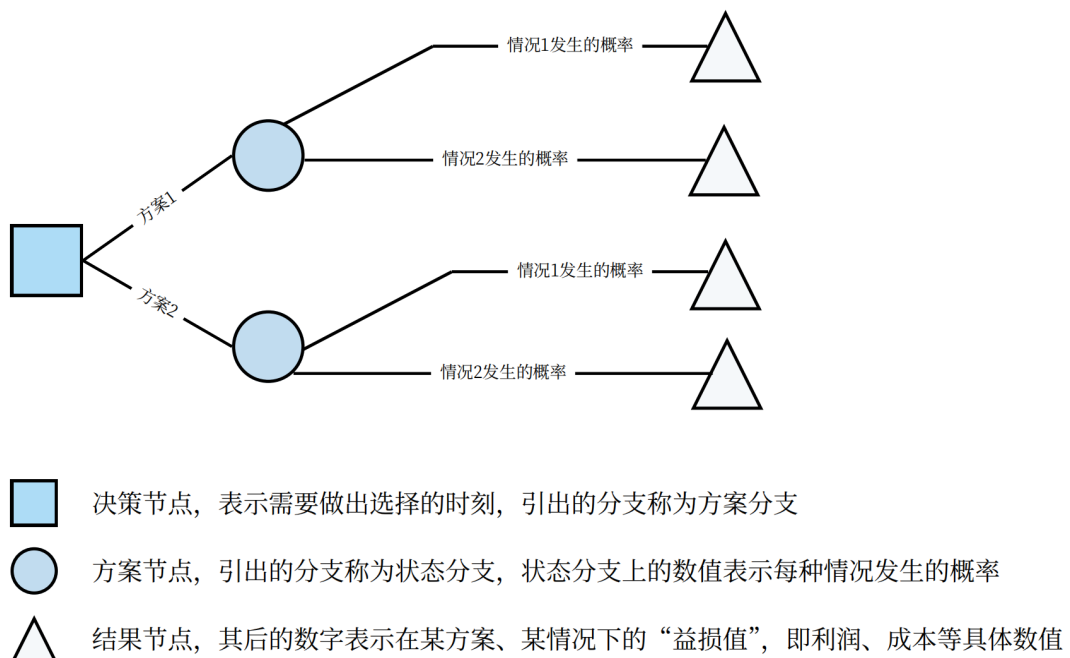 情况1发生的概率
情况2发生的概率
方案1
方案2
情况1发生的概率
情况2发生的概率
决策节点，表示需要做出选择的时刻，引出的分支称为方案分支
方案节点，引出的分支称为状态分支，状态分支上的数值表示每种情况发生的概率
结果节点，其后的数字表示在某方案、某情况下的“益损值”，即利润、成本等具体数值